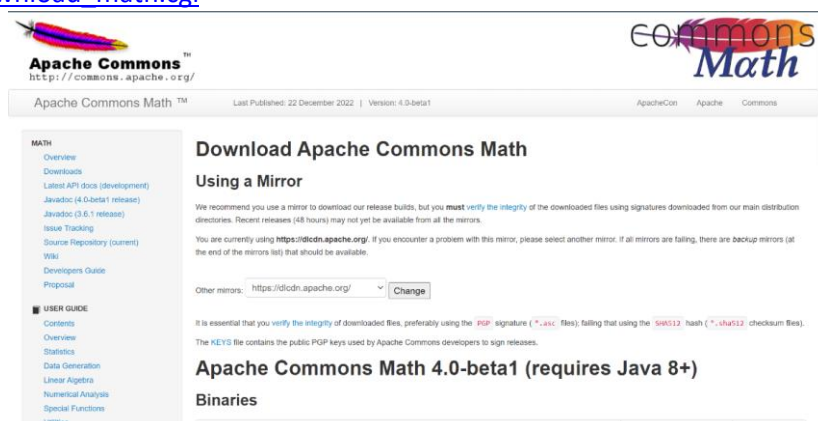 wnload_math.cgi
Apache Commons ™
http://commons.apache.org/
commons
Math
Apache Commons Math ™ Last Published: 22 December 2022 | Version: 4.0-beta1 ApacheCon Apache Commons
MATH
Overview
Downloads
Latest API docs (development)
Javadoc (4.0-beta1 release)
Javadoc (3.6.1 release)
Issue Tracking
Source Repository (current)
Wiki
Developers Guide
Proposal
USER GUIDE
Contents
Overview
Statistics
Data Generation
Linear Algebra
Numerical Analysis
Special Functions
Download Apache Commons Math
Using a Mirror
We recommend you use a mirror to download our release builds, but you must verify the integrity of the downloaded files using signatures downloaded from our main distribution
directories. Recent releases (48 hours) may not yet be available from all the mirrors.
You are currently using https://dlcdn.apache.org/. If you encounter a problem with this mirror, please select another mirror. If all mirrors are failing, there are backup mirrors (at
the end of the mirrors list) that should be available.
Other mirrors: https://dlcdn.apache.org/ Change
It is essential that you verify the integrity of downloaded files, preferably using the PGP signature (*.asc files); failing that using the SHA512 hash (*.sha512 checksum files).
The KEYS file contains the public PGP keys used by Apache Commons developers to sign releases.
Apache Commons Math 4.0-beta1 (requires Java 8+)
Binaries